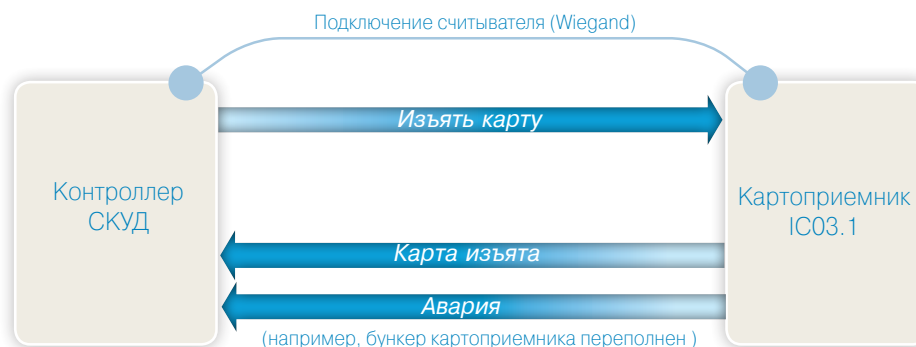 Подключение считывателя (Wiegand)
Изъять карту
Контроллер
СКУД
Картоприемник
IC03.1
Карта изъята
Авария
(например, бункер картоприемника переполнен )